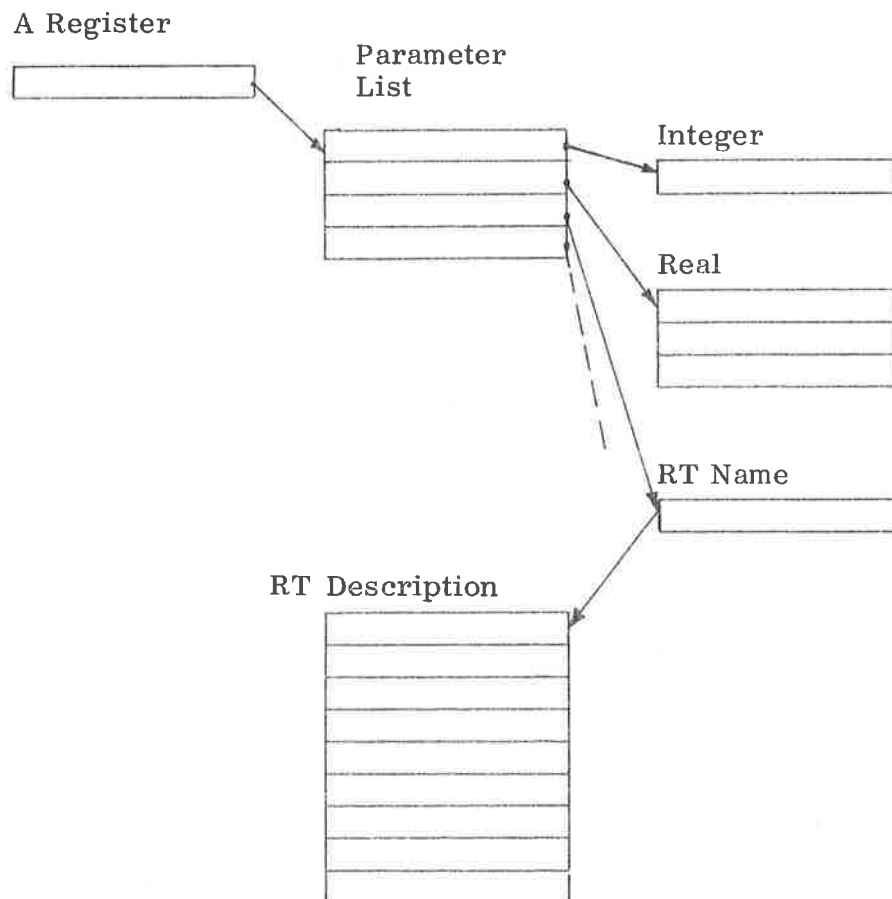 A Register
Parameter
List
Integer
Real
RT Name
RT Description